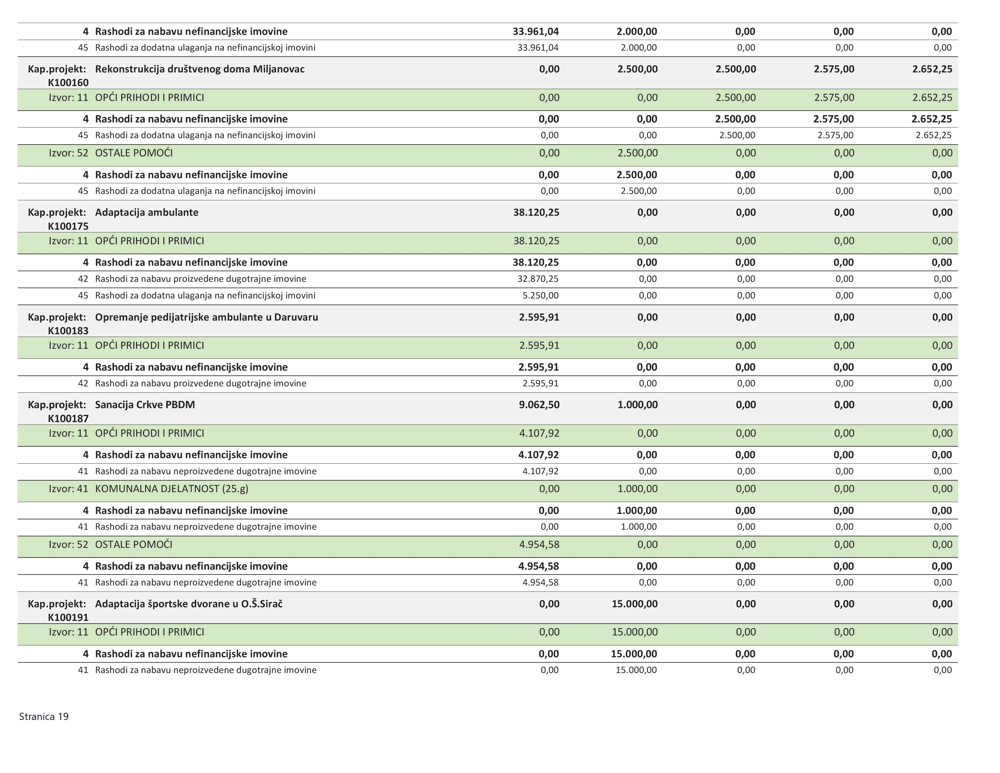 4 Rashodi za nabavu nefinancijske imovine 33.961,04 2.000,00 0,00 0,00 0,00
45 Rashodi za dodatna ulaganja na nefinancijskoj imovini 33.961,04 2.000,00 0,00 0,00 0,00
Kap.projekt: Rekonstrukcija društvenog doma Miljanovac 0,00 2.500,00 2.500,00 2.575,00 2.652,25
K100160
Izvor: 11 OPĆI PRIHODI I PRIMICI 0,00 0,00 2.500,00 2.575,00 2.652,25
4 Rashodi za nabavu nefinancijske imovine 0,00 0,00 2.500,00 2.575,00 2.652,25
45 Rashodi za dodatna ulaganja na nefinancijskoj imovini 0,00 0,00 2.500,00 2.575,00 2.652,25
Izvor: 52 OSTALE POMOĆI 0,00 2.500,00 0,00 0,00 0,00
4 Rashodi za nabavu nefinancijske imovine 0,00 2.500,00 0,00 0,00 0,00
45 Rashodi za dodatna ulaganja na nefinancijskoj imovini 0,00 2.500,00 0,00 0,00 0,00
Kap.projekt: Adaptacija ambulante 38.120,25 0,00 0,00 0,00 0,00
K100175
Izvor: 11 OPĆI PRIHODI I PRIMICI 38.120,25 0,00 0,00 0,00 0,00
4 Rashodi za nabavu nefinancijske imovine 38.120,25 0,00 0,00 0,00 0,00
42 Rashodi za nabavu proizvedene dugotrajne imovine 32.870,25 0,00 0,00 0,00 0,00
45 Rashodi za dodatna ulaganja na nefinancijskoj imovini 5.250,00 0,00 0,00 0,00 0,00
Kap.projekt: Opremanje pedijatrijske ambulante u Daruvaru 2.595,91 0,00 0,00 0,00 0,00
K100183
Izvor: 11 OPĆI PRIHODI I PRIMICI 2.595,91 0,00 0,00 0,00 0,00
4 Rashodi za nabavu nefinancijske imovine 2.595,91 0,00 0,00 0,00 0,00
42 Rashodi za nabavu proizvedene dugotrajne imovine 2.595,91 0,00 0,00 0,00 0,00
Kap.projekt: Sanacija Crkve PBDM 9.062,50 1.000,00 0,00 0,00 0,00
K100187
Izvor: 11 OPĆI PRIHODI I PRIMICI 4.107,92 0,00 0,00 0,00 0,00
4 Rashodi za nabavu nefinancijske imovine 4.107,92 0,00 0,00 0,00 0,00
41 Rashodi za nabavu neproizvedene dugotrajne imovine 4.107,92 0,00 0,00 0,00 0,00
Izvor: 41 KOMUNALNA DJELATNOST (25.g) 0,00 1.000,00 0,00 0,00 0,00
4 Rashodi za nabavu nefinancijske imovine 0,00 1.000,00 0,00 0,00 0,00
41 Rashodi za nabavu neproizvedene dugotrajne imovine 0,00 1.000,00 0,00 0,00 0,00
Izvor: 52 OSTALE POMOĆI 4.954,58 0,00 0,00 0,00 0,00
4 Rashodi za nabavu nefinancijske imovine 4.954,58 0,00 0,00 0,00 0,00
41 Rashodi za nabavu neproizvedene dugotrajne imovine 4.954,58 0,00 0,00 0,00 0,00
Kap.projekt: Adaptacija športske dvorane u O.Š.Sirač 0,00 15.000,00 0,00 0,00 0,00
K100191
Izvor: 11 OPĆI PRIHODI I PRIMICI 0,00 15.000,00 0,00 0,00 0,00
4 Rashodi za nabavu nefinancijske imovine 0,00 15.000,00 0,00 0,00 0,00
41 Rashodi za nabavu neproizvedene dugotrajne imovine 0,00 15.000,00 0,00 0,00 0,00
Stranica 19